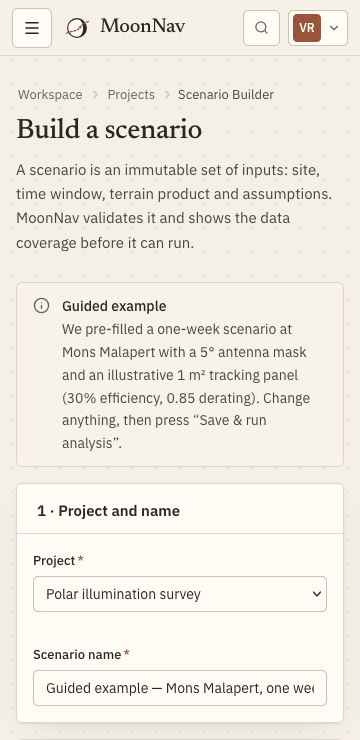 MoonNav
VR
Workspace > Projects > Scenario Builder
Build a scenario
A scenario is an immutable set of inputs: site,
time window, terrain product and assumptions.
MoonNav validates it and shows the data
coverage before it can run.
Guided example
We pre-filled a one-week scenario at
Mons Malapert with a 5° antenna mask
and an illustrative 1 m² tracking panel
(30% efficiency, 0.85 derating). Change
anything, then press “Save & run
analysis”.
1 · Project and name
Project *
Polar illumination survey
Scenario name *
Guided example — Mons Malapert, one